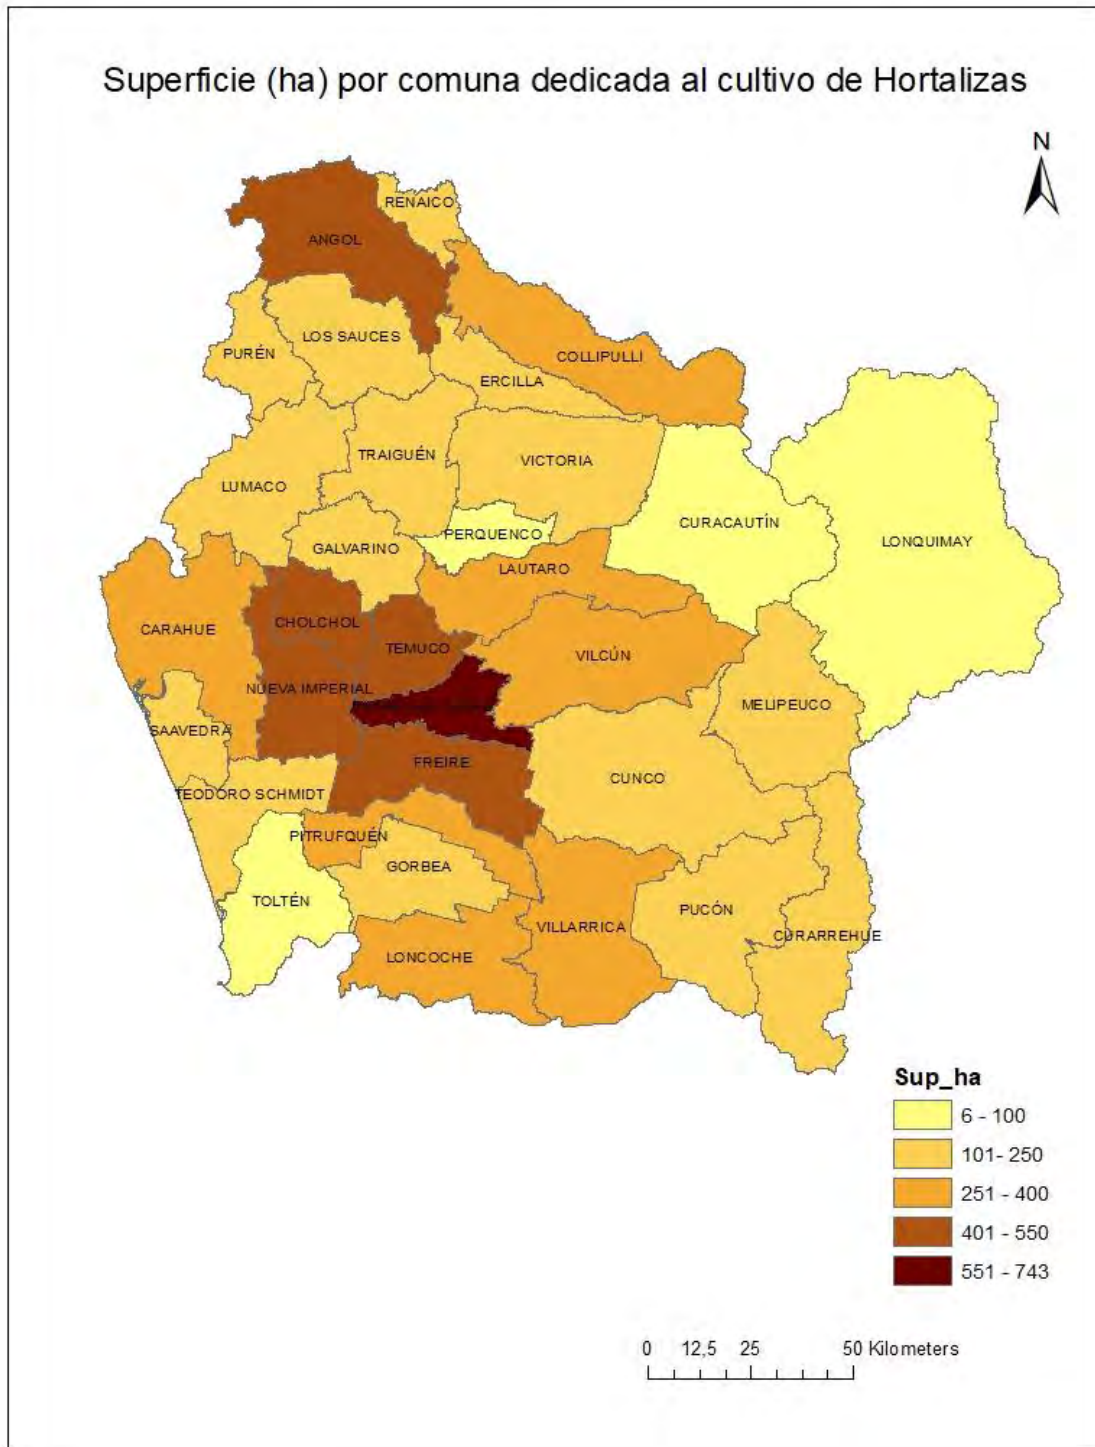 Superficie (ha) por comuna dedicada al cultivo de Hortalizas
N
RENAICO
ANGOL
LOS SAUCES
PURÉN
COLLIPULLI
ERCILLA
TRAIGUÉN
VICTORIA
LUMACO
CURACAUTÍN
PERQUENCO
LONQUIMAY
GALVARINO
LAUTARO
CHOLCHOL
CARAHUE
TEMUCO
VILCÚN
NUEVA IMPERIAL
MELIPEUCO
SAAVEDRA
FREIRE
CUNCO
TEODORO SCHMIDT
PITRUFQUÉN
GORBEA
TOLTÉN
PUCÓN
VILLARRICA
CURARREHUE
LONCOCHE
Sup_ha
6 - 100
101- 250
251 - 400
401 - 550
551 - 743
0 12,5 25 50 Kilometers